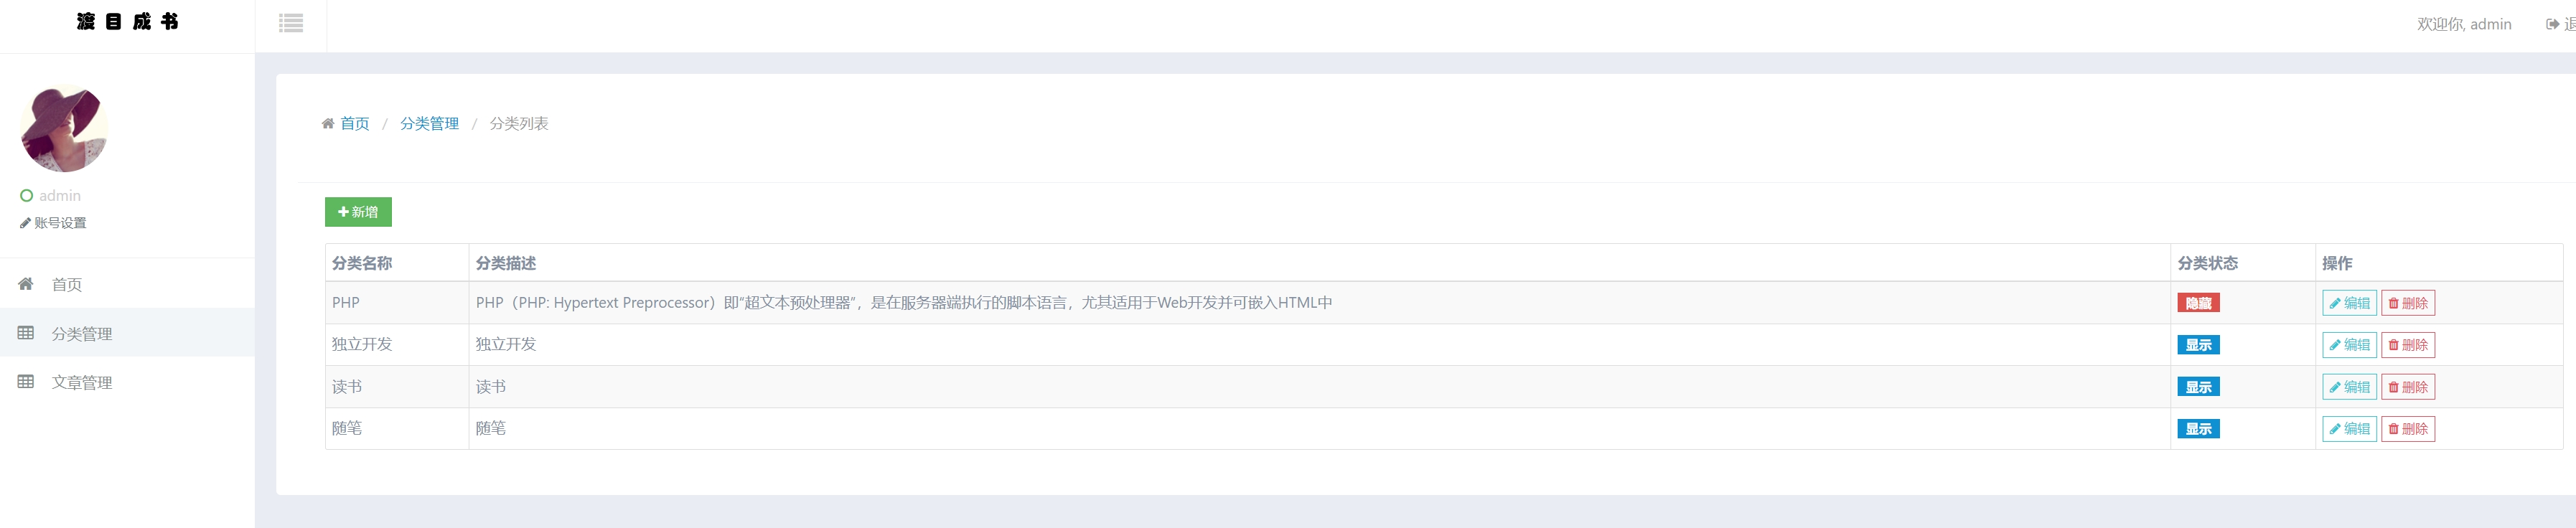 渡目成书
欢迎你, admin
首页 / 分类管理 / 分类列表
admin
账号设置
首页
分类管理
文章管理
新增
分类名称 分类描述 分类状态 操作
PHP PHP（PHP: Hypertext Preprocessor）即“超文本预处理器”，是在服务器端执行的脚本语言，尤其适用于Web开发并可嵌入HTML中 隐藏 编辑 删除
独立开发 独立开发 显示 编辑 删除
读书 读书 显示 编辑 删除
随笔 随笔 显示 编辑 删除